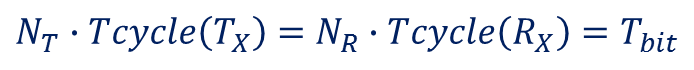 N_T · Tcycle(T_X) = N_R · Tcycle(R_X) = T_bit